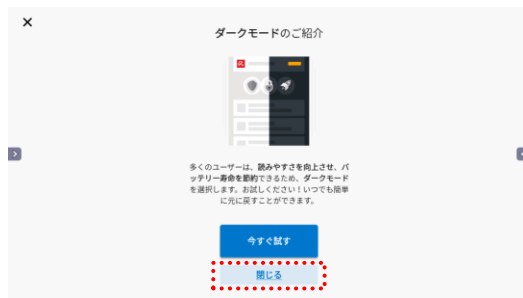 ダークモードのご紹介
多くのユーザーは、読みやすさを向上させ、バ
ッテリー寿命を節約できるため、ダークモード
を選択します。お試しください！いつでも簡単
に元に戻すことができます。
今すぐ試す
閉じる